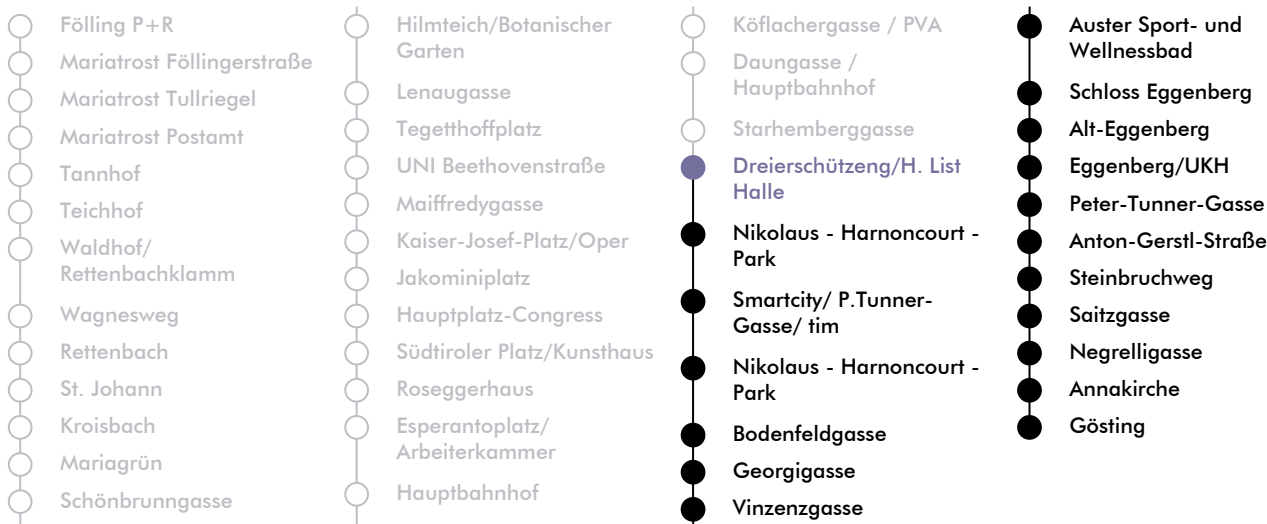 Fölling P+R
Mariatrost Föllingerstraße
Mariatrost Tullriegel
Mariatrost Postamt
Tannhof
Teichhof
Waldhof/
Rettenbachklamm
Wagnesweg
Rettenbach
St. Johann
Kroisbach
Mariagrün
Schönbrunngasse
Hilmteich/Botanischer
Garten
Lenaugasse
Tegetthoffplatz
UNI Beethovenstraße
Maiffredygasse
Kaiser-Josef-Platz/Oper
Jakominiplatz
Hauptplatz-Congress
Südtiroler Platz/Kunsthaus
Roseggerhaus
Esperantoplatz/
Arbeiterkammer
Hauptbahnhof
Köflachergasse / PVA
Daungasse /
Hauptbahnhof
Starhemberggasse
Dreierschützeng/H. List
Halle
Nikolaus - Harnoncourt -
Park
Smartcity/ P.Tunner-
Gasse/ tim
Nikolaus - Harnoncourt -
Park
Bodenfeldgasse
Georgigasse
Vinzenzgasse
Auster Sport- und
Wellnessbad
Schloss Eggenberg
Alt-Eggenberg
Eggenberg/UKH
Peter-Tunner-Gasse
Anton-Gerstl-Straße
Steinbruchweg
Saitzgasse
Negrelligasse
Annakirche
Gösting